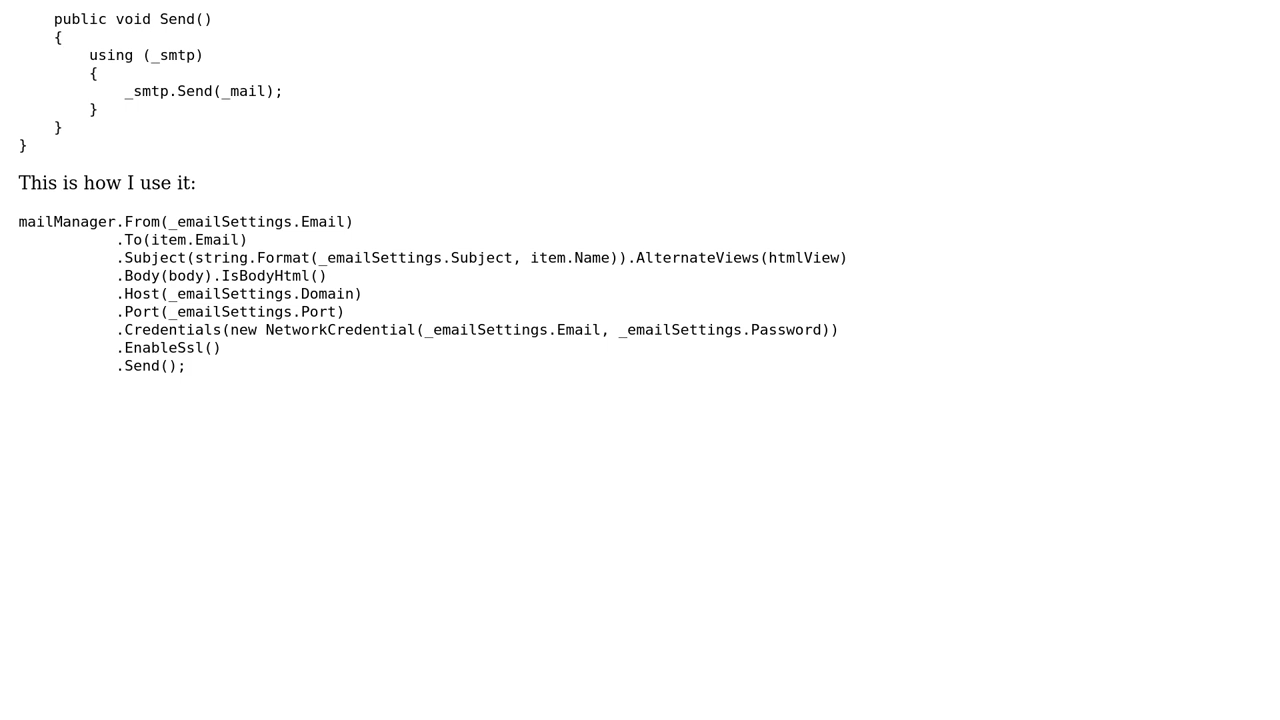 public void Send()
    {
        using (_smtp)
        {
            _smtp.Send(_mail);
        }
    }
}
This is how I use it:
mailManager.From(_emailSettings.Email)
           .To(item.Email)
           .Subject(string.Format(_emailSettings.Subject, item.Name)).AlternateViews(htmlView)
           .Body(body).IsBodyHtml()
           .Host(_emailSettings.Domain)
           .Port(_emailSettings.Port)
           .Credentials(new NetworkCredential(_emailSettings.Email, _emailSettings.Password))
           .EnableSsl()
           .Send();